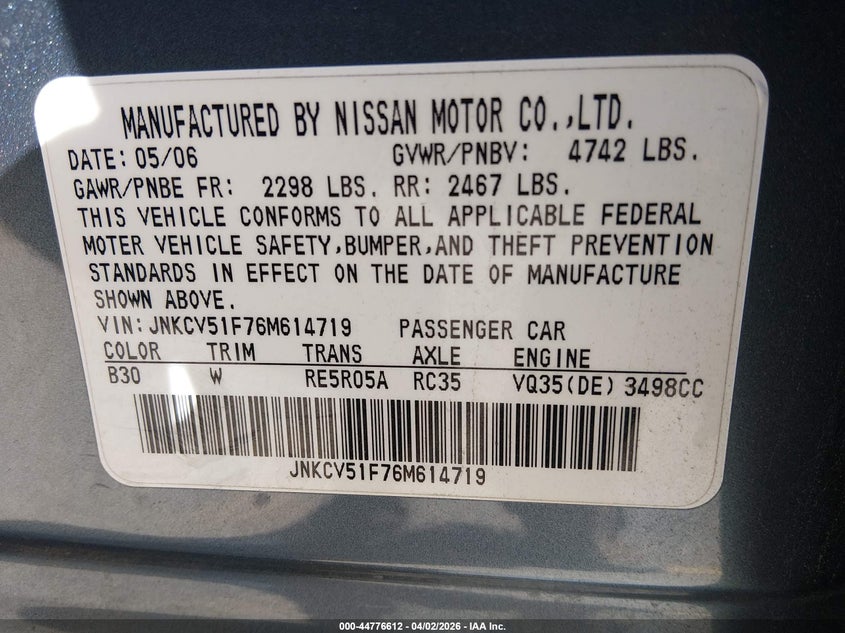 MANUFACTURED BY NISSAN MOTOR CO.,LTD.
DATE: 05/06 GVWR/PNBV: 4742 LBS.
GAWR/PNBE FR: 2298 LBS. RR: 2467 LBS.
THIS VEHICLE CONFORMS TO ALL APPLICABLE FEDERAL
MOTER VEHICLE SAFETY,BUMPER,AND THEFT PREVENTION
STANDARDS IN EFFECT ON THE DATE OF MANUFACTURE
SHOWN ABOVE.
VIN: JNKCV51F76M614719 PASSENGER CAR
COLOR TRIM TRANS AXLE ENGINE
B30 W RE5R05A RC35 VQ35(DE) 3498CC
JNKCV51F76M614719
000-44776612 - 04/02/2026 - IAA Inc.